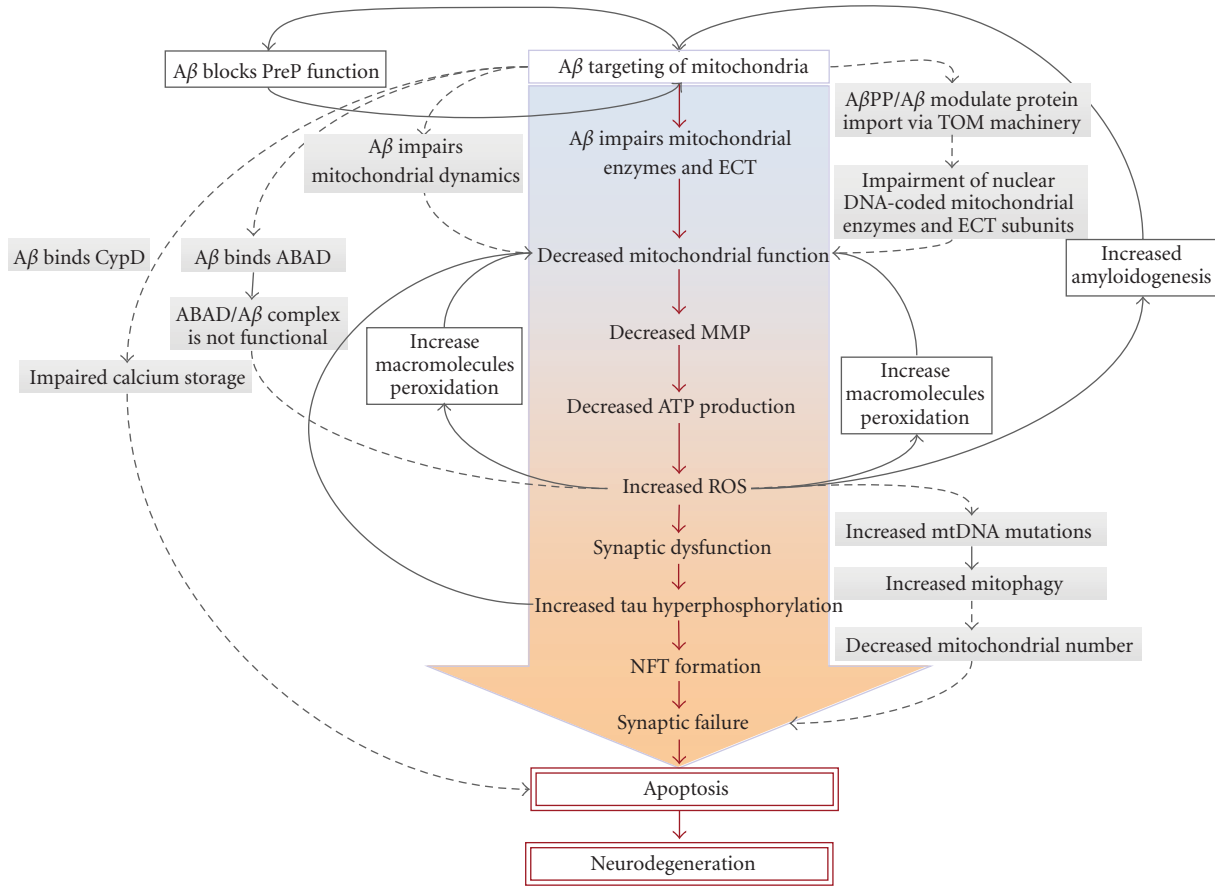 Aβ blocks PreP function
Aβ targeting of mitochondria
AβPP/Aβ modulate protein
import via TOM machinery
Aβ impairs
mitochondrial dynamics
Aβ impairs mitochondrial
enzymes and ECT
Impairment of nuclear
DNA-coded mitochondrial
enzymes and ECT subunits
Aβ binds CypD
Aβ binds ABAD
Decreased mitochondrial function
Increased
amyloidogenesis
ABAD/Aβ complex
is not functional
Increase
macromolecules
peroxidation
Decreased MMP
Impaired calcium storage
Increase
macromolecules
peroxidation
Decreased ATP production
Increased ROS
Increased mtDNA mutations
Synaptic dysfunction
Increased mitophagy
Increased tau hyperphosphorylation
Decreased mitochondrial number
NFT formation
Synaptic failure
Apoptosis
Neurodegeneration